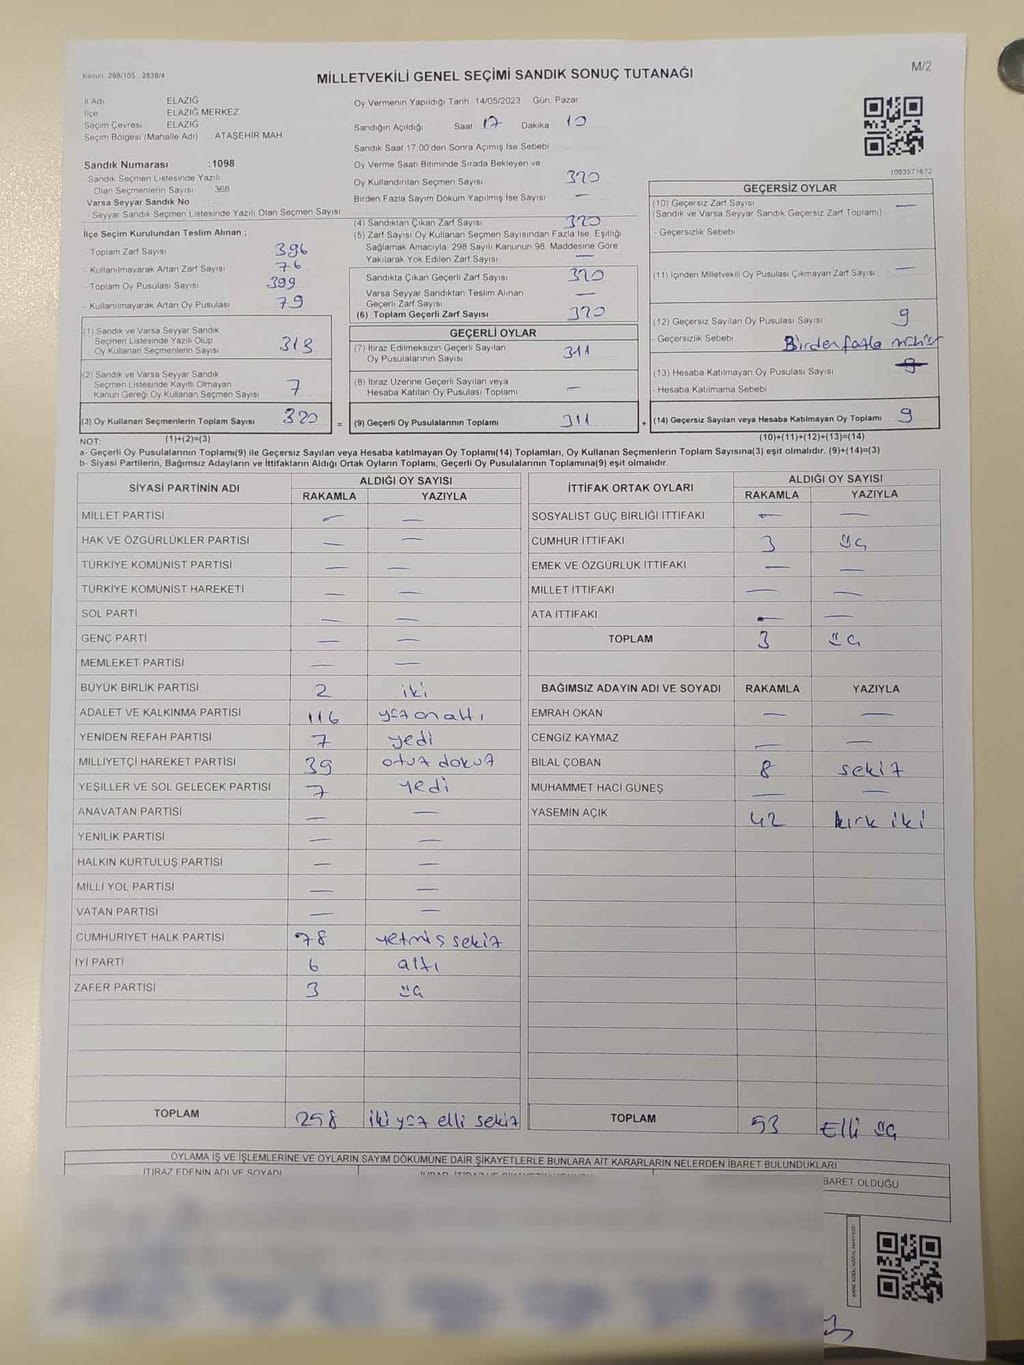 Kanun, 298/105 , 2839/4
MİLLETVEKİLİ GENEL SEÇİMİ SANDIK SONUÇ TUTANAĞI
M/2
İl Adı ELAZIĞ
İlçe ELAZIĞ MERKEZ
Seçim Çevresi ELAZIĞ
Seçim Bölgesi (Mahalle Adı) ATAŞEHİR MAH
Sandık Numarası : 1098
Sandık Seçmen Listesinde Yazılı
Olan Seçmenlerin Sayısı 368
Varsa Seyyar Sandık No
- Seyyar Sandık Seçmen Listesinde Yazılı Olan Seçmen Sayısı
İlçe Seçim Kurulundan Teslim Alınan ;
- Toplam Zarf Sayısı 396
- Kullanılmayarak Artan Zarf Sayısı 76
- Toplam Oy Pusulası Sayısı 399
- Kullanılmayarak Artan Oy Pusulası 79
(1) Sandık ve Varsa Seyyar Sandık
Seçmen Listesinde Yazılı Olup
Oy Kullanan Seçmenlerin Sayısı 313
(2) Sandık ve Varsa Seyyar Sandık
Seçmen Listesinde Kayıtlı Olmayan
Kanun Gereği Oy Kullanan Seçmen Sayısı 7
(3) Oy Kullanan Seçmenlerin Toplam Sayısı 320 =
Oy Vermenin Yapıldığı Tarih 14/05/2023 Gün: Pazar
Sandığın Açıldığı Saat 17 Dakika 10
Sandık Saat 17:00'den Sonra Açımış İse Sebebi
Oy Verme Saati Bitiminde Sırada Bekleyen ve
Oy Kullandırılan Seçmen Sayısı 320
Birden Fazla Sayım Döküm Yapılmış İse Sayısı —
(4) Sandıktan Çıkan Zarf Sayısı 320
(5) Zarf Sayısı Oy Kullanan Seçmen Sayısından Fazla İse, Eşitliği
Sağlamak Amacıyla, 298 Sayılı Kanunun 98. Maddesine Göre
Yakılarak Yok Edilen Zarf Sayısı —
Sandıkta Çıkan Geçerli Zarf Sayısı 320
Varsa Seyyar Sandıktan Teslim Alınan
Geçerli Zarf Sayısı —
(6) Toplam Geçerli Zarf Sayısı 320
GEÇERLİ OYLAR
(7) İtiraz Edilmeksizin Geçerli Sayılan
Oy Pusulalarının Sayısı 311
(8) İtiraz Üzerine Geçerli Sayılan veya
Hesaba Katılan Oy Pusulası Toplamı —
(9) Geçerli Oy Pusulalarının Toplamı 311 +
1083571672
GEÇERSİZ OYLAR
(10) Geçersiz Zarf Sayısı —
(Sandık ve Varsa Seyyar Sandık Geçersiz Zarf Toplamı)
- Geçersizlik Sebebi
(11) İçinden Milletvekili Oy Pusulası Çıkmayan Zarf Sayısı —
(12) Geçersiz Sayılan Oy Pusulası Sayısı 9
- Geçersizlik Sebebi Birden fazla mühür
(13) Hesaba Katılmayan Oy Pusulası Sayısı
- Hesaba Katılmama Sebebi
(14) Geçersiz Sayılan veya Hesaba Katılmayan Oy Toplamı 9
NOT: (1)+(2)=(3) (10)+(11)+(12)+(13)=(14)
a- Geçerli Oy Pusulalarının Toplamı(9) ile Geçersiz Sayılan veya Hesaba katılmayan Oy Toplamı(14) Toplamları, Oy Kullanan Seçmenlerin Toplam Sayısına(3) eşit olmalıdır. (9)+(14)=(3)
b- Siyasi Partilerin, Bağımsız Adayların ve İttifakların Aldığı Ortak Oyların Toplamı, Geçerli Oy Pusulalarının Toplamına(9) eşit olmalıdır.
SİYASİ PARTİNİN ADI ALDIĞI OY SAYISI
RAKAMLA YAZIYLA
MİLLET PARTİSİ — —
HAK VE ÖZGÜRLÜKLER PARTİSİ — —
TÜRKİYE KOMÜNİST PARTİSİ — —
TÜRKİYE KOMÜNİST HAREKETİ — —
SOL PARTİ — —
GENÇ PARTİ — —
MEMLEKET PARTİSİ — —
BÜYÜK BİRLİK PARTİSİ 2 iki
ADALET VE KALKINMA PARTİSİ 116 yüz on altı
YENİDEN REFAH PARTİSİ 7 yedi
MİLLİYETÇİ HAREKET PARTİSİ 39 otuz dokuz
YEŞİLLER VE SOL GELECEK PARTİSİ 7 yedi
ANAVATAN PARTİSİ — —
YENİLİK PARTİSİ — —
HALKIN KURTULUŞ PARTİSİ — —
MİLLİ YOL PARTİSİ — —
VATAN PARTİSİ — —
CUMHURİYET HALK PARTİSİ 78 yetmiş sekiz
İYİ PARTİ 6 altı
ZAFER PARTİSİ 3 üç
TOPLAM 258 iki yüz elli sekiz
İTTİFAK ORTAK OYLARI ALDIĞI OY SAYISI
RAKAMLA YAZIYLA
SOSYALİST GÜÇ BİRLİĞİ İTTİFAKI — —
CUMHUR İTTİFAKI 3 üç
EMEK VE ÖZGÜRLÜK İTTİFAKI — —
MİLLET İTTİFAKI — —
ATA İTTİFAKI — —
TOPLAM 3 üç
BAĞIMSIZ ADAYIN ADI VE SOYADI RAKAMLA YAZIYLA
EMRAH OKAN — —
CENGİZ KAYMAZ — —
BİLAL ÇOBAN 8 sekiz
MUHAMMET HACİ GÜNEŞ — —
YASEMİN AÇIK 42 kırk iki
TOPLAM 53 Elli üç
OYLAMA İŞ VE İŞLEMLERİNE VE OYLARIN SAYIM DÖKÜMÜNE DAİR ŞİKAYETLERLE BUNLARA AİT KARARLARIN NELERDEN İBARET BULUNDUKLARI
İTİRAZ EDENİN ADI VE SOYADI
BARET OLDUĞU